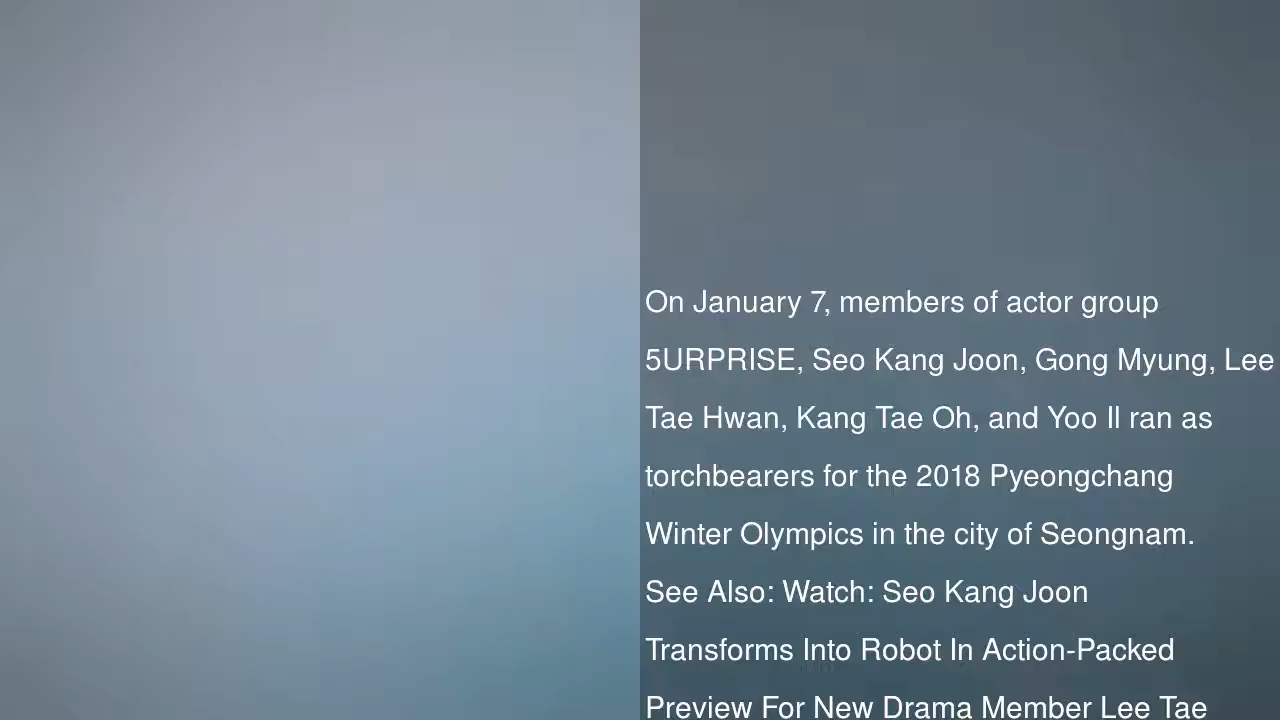 On January 7, members of actor group
5URPRISE, Seo Kang Joon, Gong Myung, Lee
Tae Hwan, Kang Tae Oh, and Yoo Il ran as
torchbearers for the 2018 Pyeongchang
Winter Olympics in the city of Seongnam.
See Also: Watch: Seo Kang Joon
Transforms Into Robot In Action-Packed
Preview For New Drama Member Lee Tae